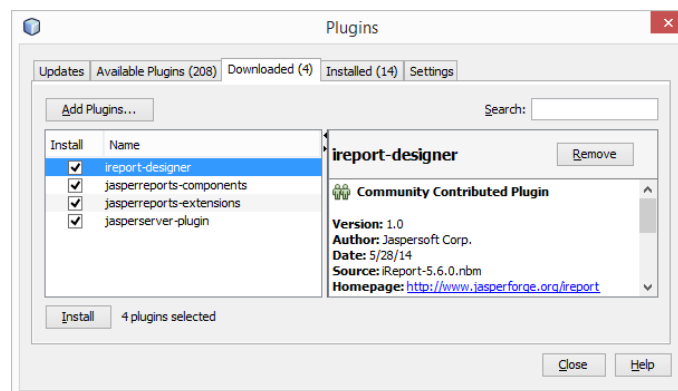 Plugins
Updates Available Plugins (208) Downloaded (4) Installed (14) Settings
Add Plugins... Search:
Install Name
ireport-designer
jasperreports-components
jasperreports-extensions
jasperserver-plugin
ireport-designer Remove
Community Contributed Plugin
Version: 1.0
Author: Jaspersoft Corp.
Date: 5/28/14
Source: iReport-5.6.0.nbm
Homepage: http://www.jasperforge.org/ireport
Install 4 plugins selected
Close Help